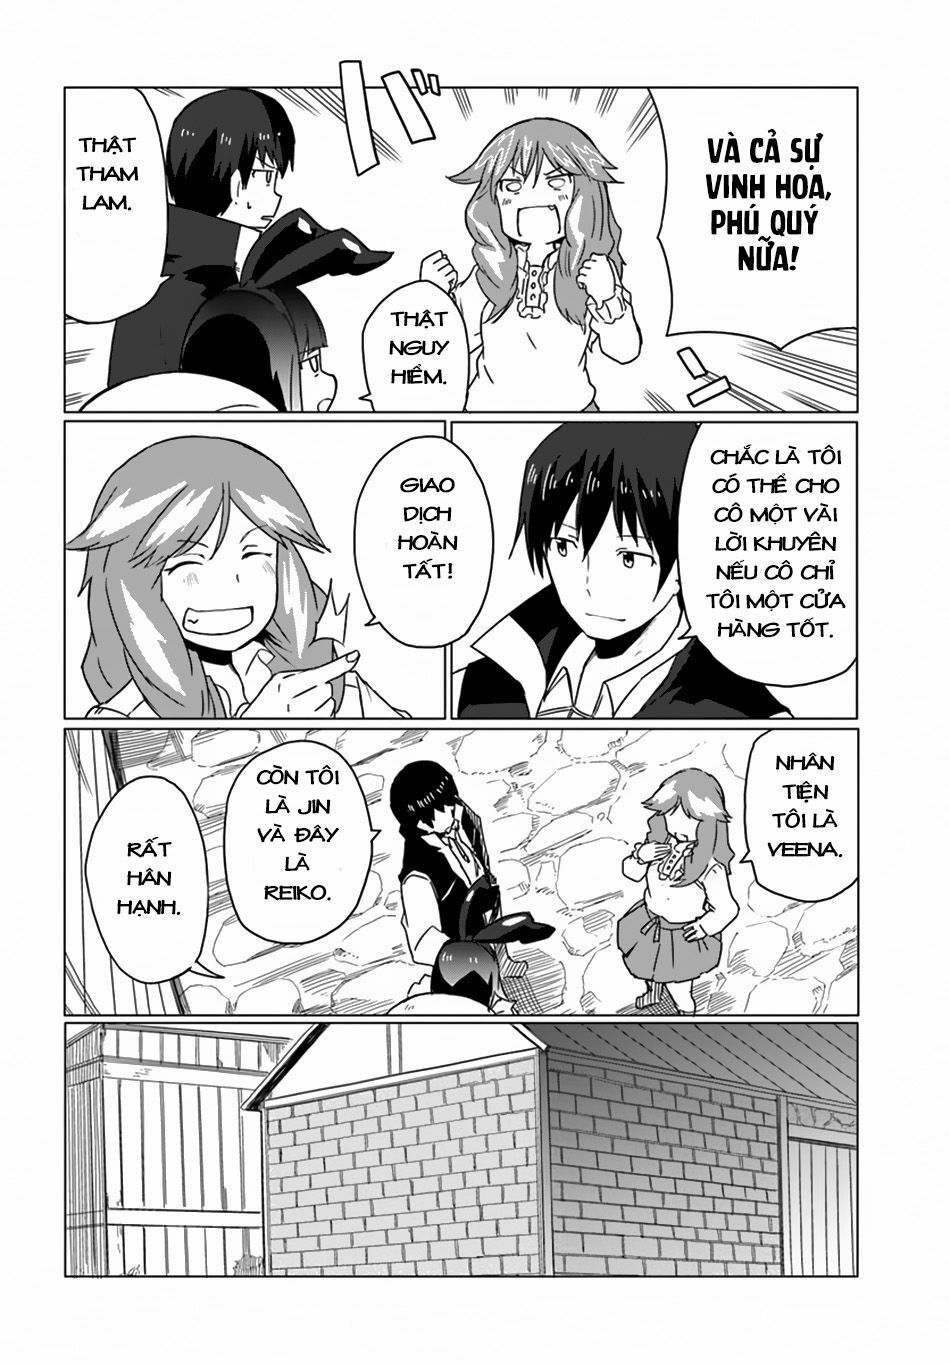 VÀ CẢ SỰ
VINH HOA,
PHÚ QUÝ
NỮA!
THẬT
THAM
LAM.
THẬT
NGUY
HIỂM.
CHẮC LÀ TÔI
CÓ THỂ CHO
CÔ MỘT VÀI
LỜI KHUYÊN
NẾU CÔ CHỈ
TÔI MỘT CỬA
HÀNG TỐT.
GIAO
DỊCH
HOÀN
TẤT!
NHÂN
TIỆN
TÔI LÀ
VEENA.
CÒN TÔI
LÀ JIN
VÀ ĐÂY
LÀ
REIKO.
RẤT
HÂN
HẠNH.